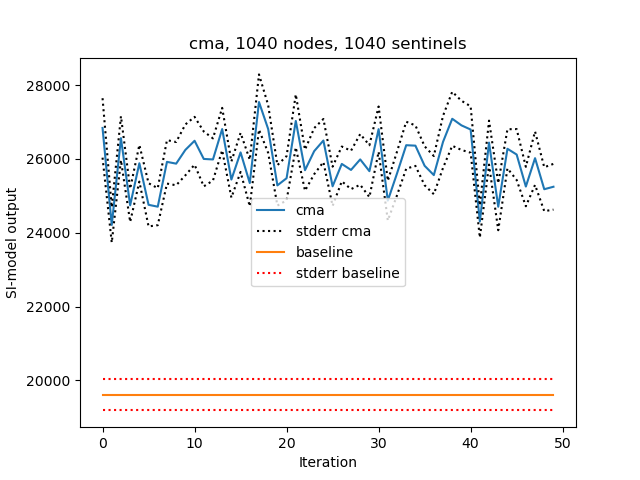 cma, 1040 nodes, 1040 sentinels
SI-model output
28000
26000
24000
22000
20000
cma
stderr cma
baseline
stderr baseline
0
10
20
30
40
50
Iteration